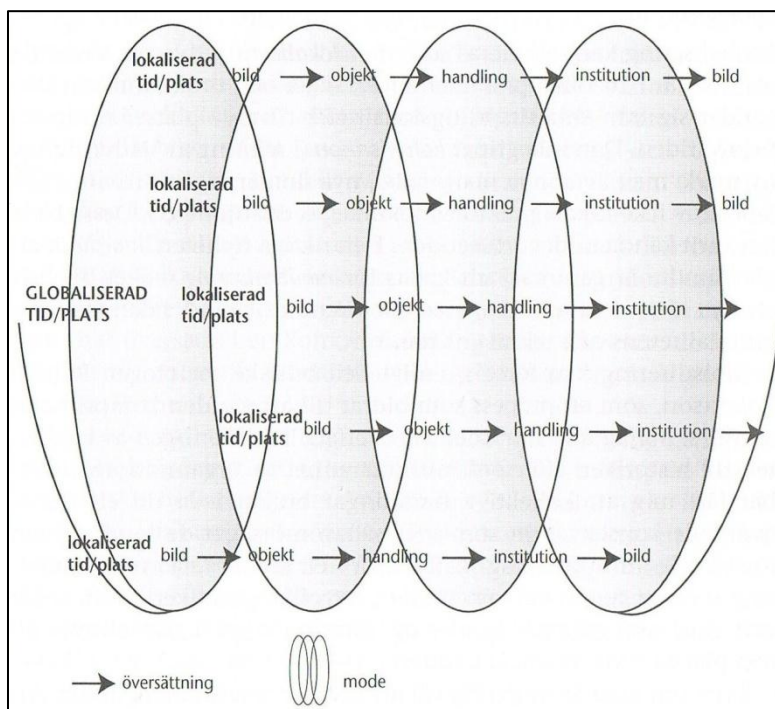 lokaliserad
tid/plats bild objekt handling institution bild
lokaliserad
tid/plats bild objekt handling institution bild
GLOBALISERAD
TID/PLATS
lokaliserad
tid/plats bild objekt handling institution
lokaliserad
tid/plats bild objekt handling institution
lokaliserad
tid/plats bild objekt handling institution bild
översättning mode